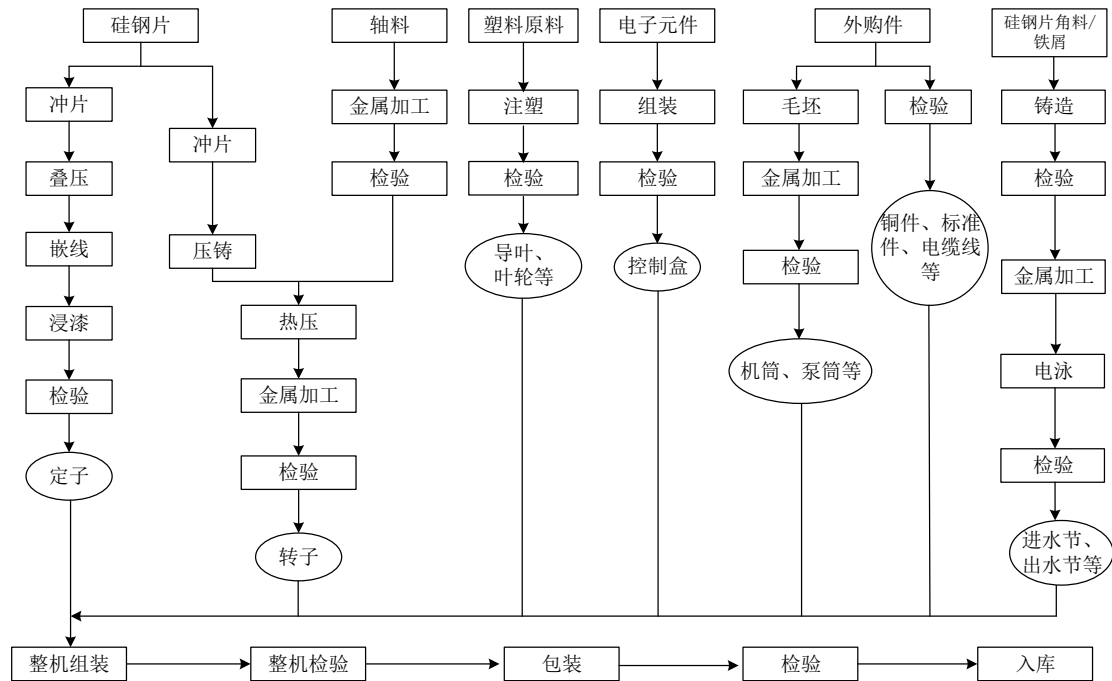 硅钢片
轴料
塑料原料
电子元件
外购件
硅钢片角料/
铁屑
冲片
金属加工
注塑
组装
毛坯
检验
铸造
冲片
叠压
检验
检验
检验
金属加工
检验
嵌线
压铸
导叶、
叶轮等
控制盒
检验
铜件、标准
件、电缆线
等
金属加工
浸漆
热压
机筒、泵筒等
电泳
检验
金属加工
定子
检验
检验
转子
进水节、
出水节等
整机组装
整机检验
包装
检验
入库